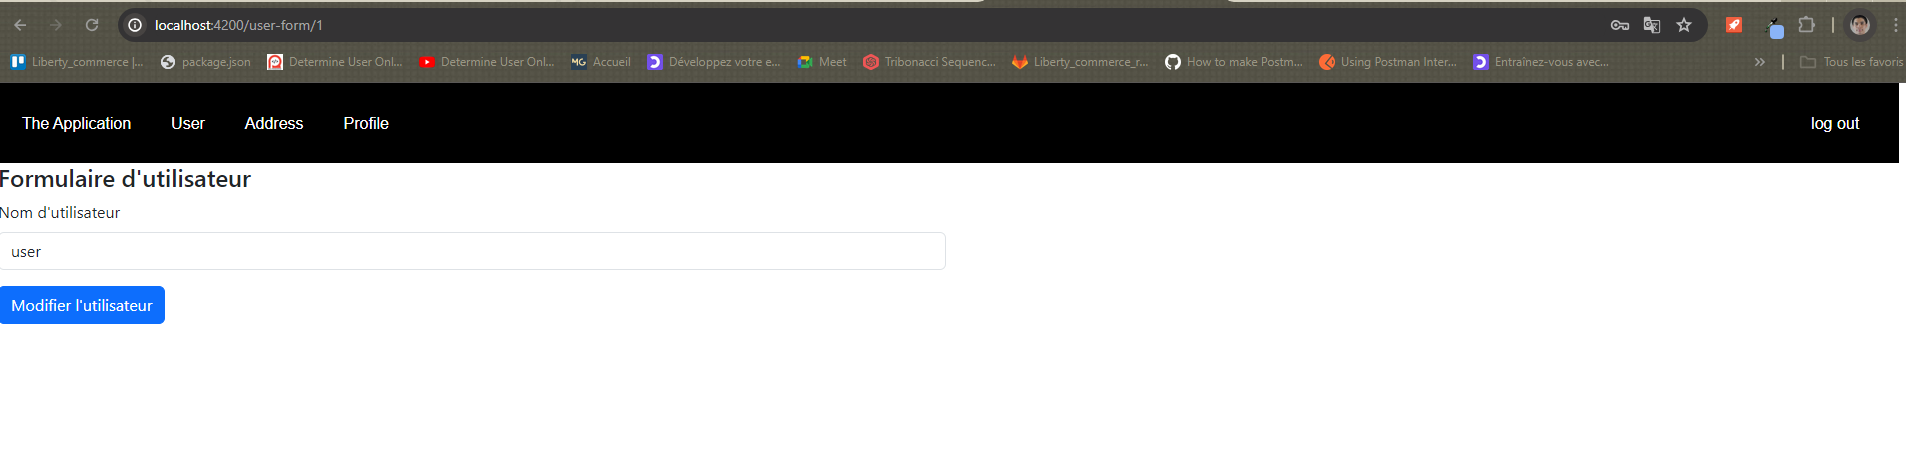 localhost:4200/user-form/1
Liberty_commerce |... package.json Determine User Onl... Determine User Onl... MG Accueil Développez votre e... Meet Tribonacci Sequenc... Liberty_commerce_r... How to make Postm... Using Postman Inter... Entraînez-vous avec... » Tous les favoris
The Application User Address Profile log out
Formulaire d'utilisateur
Nom d'utilisateur
user
Modifier l'utilisateur